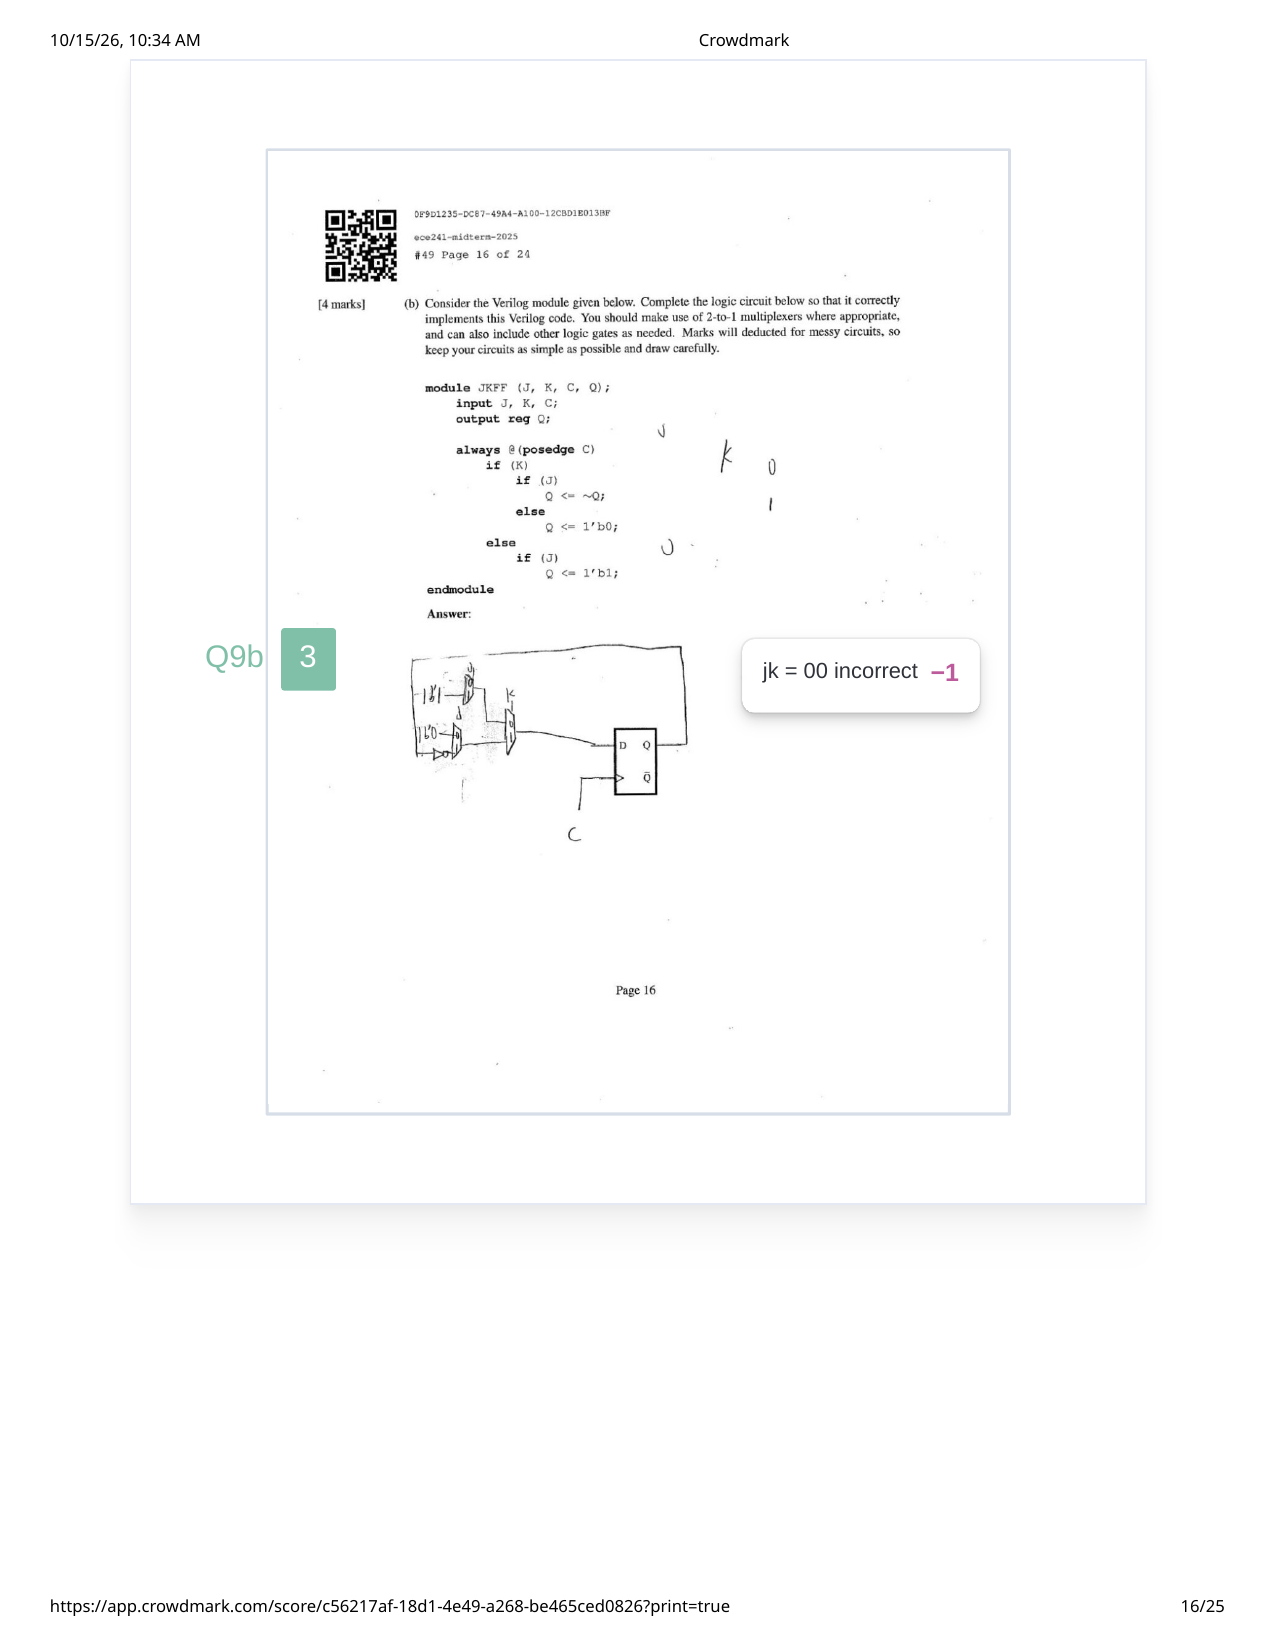 10/15/26, 10:34 AM Crowdmark
0F9D1235-DC87-49A4-A100-12CBD1E013BF
ece241-midterm-2025
#49 Page 16 of 24
[4 marks] (b) Consider the Verilog module given below. Complete the logic circuit below so that it correctly
implements this Verilog code. You should make use of 2-to-1 multiplexers where appropriate,
and can also include other logic gates as needed. Marks will deducted for messy circuits, so
keep your circuits as simple as possible and draw carefully.
module JKFF (J, K, C, Q);
input J, K, C;
output reg Q;
J
always @(posedge C)
K
if (K)
0
if (J)
Q <= ~Q;
1
else
Q <= 1'b0;
else
J
if (J)
Q <= 1'b1;
endmodule
Answer:
Q9b 3
jk = 00 incorrect −1
J
1'b1
K
J
1'b0
D Q
Q̄
C
Page 16
https://app.crowdmark.com/score/c56217af-18d1-4e49-a268-be465ced0826?print=true 16/25